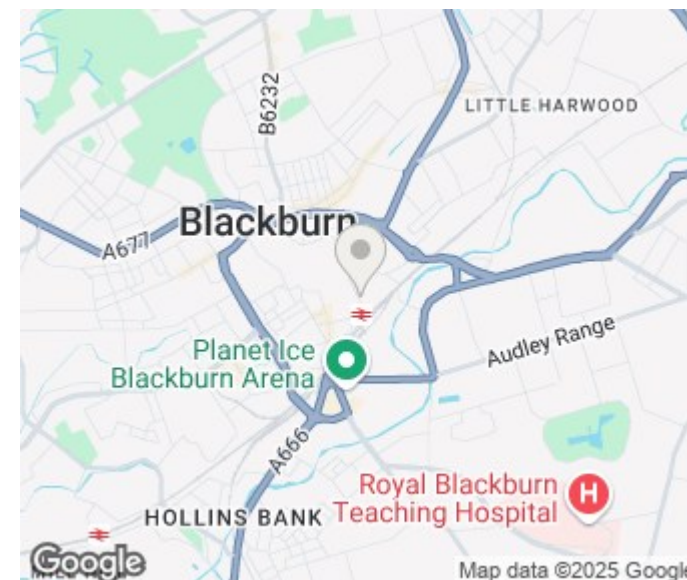 B6232
LITTLE HARWOOD
Blackburn
A677
Planet Ice
Blackburn Arena
Audley Range
A666
Royal Blackburn
Teaching Hospital
H
HOLLINS BANK
Google
Map data ©2025 Google